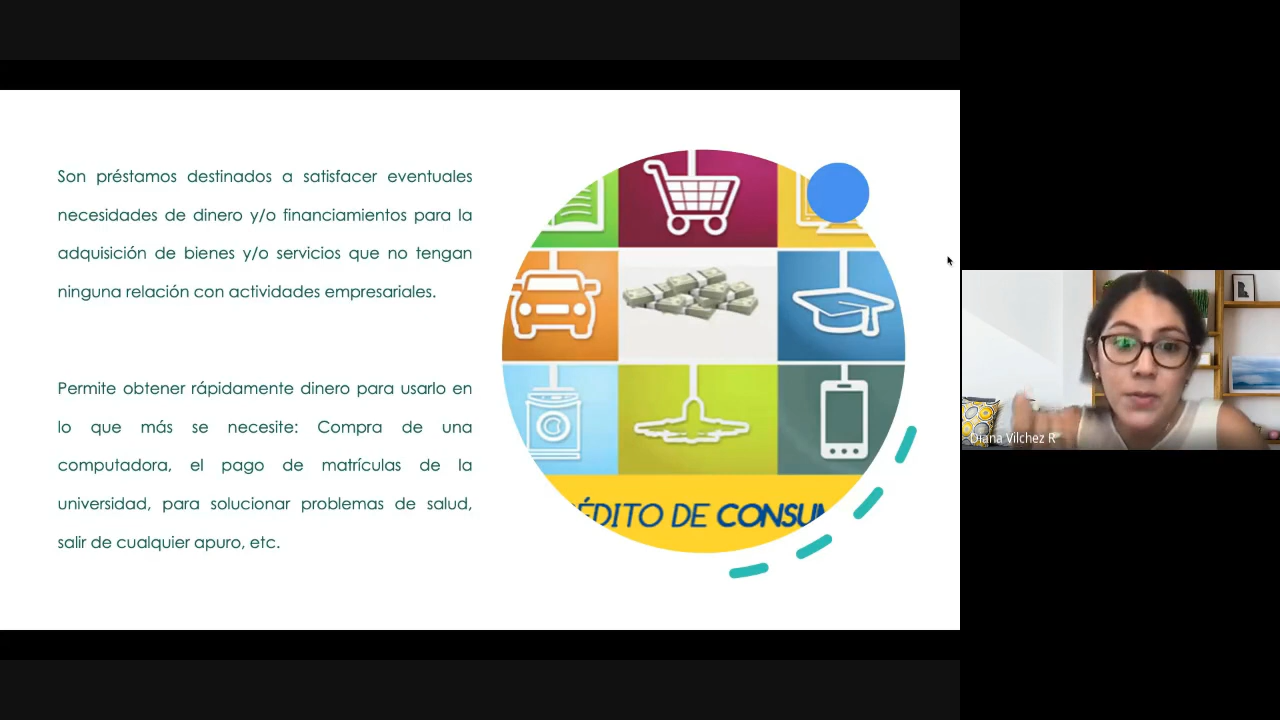 Son préstamos destinados a satisfacer eventuales
necesidades de dinero y/o financiamientos para la
adquisición de bienes y/o servicios que no tengan
ninguna relación con actividades empresariales.
Permite obtener rápidamente dinero para usarlo en
lo que más se necesite: Compra de una
computadora, el pago de matrículas de la
universidad, para solucionar problemas de salud,
salir de cualquier apuro, etc.
ÉDITO DE CONSUM
Diana Vilchez R